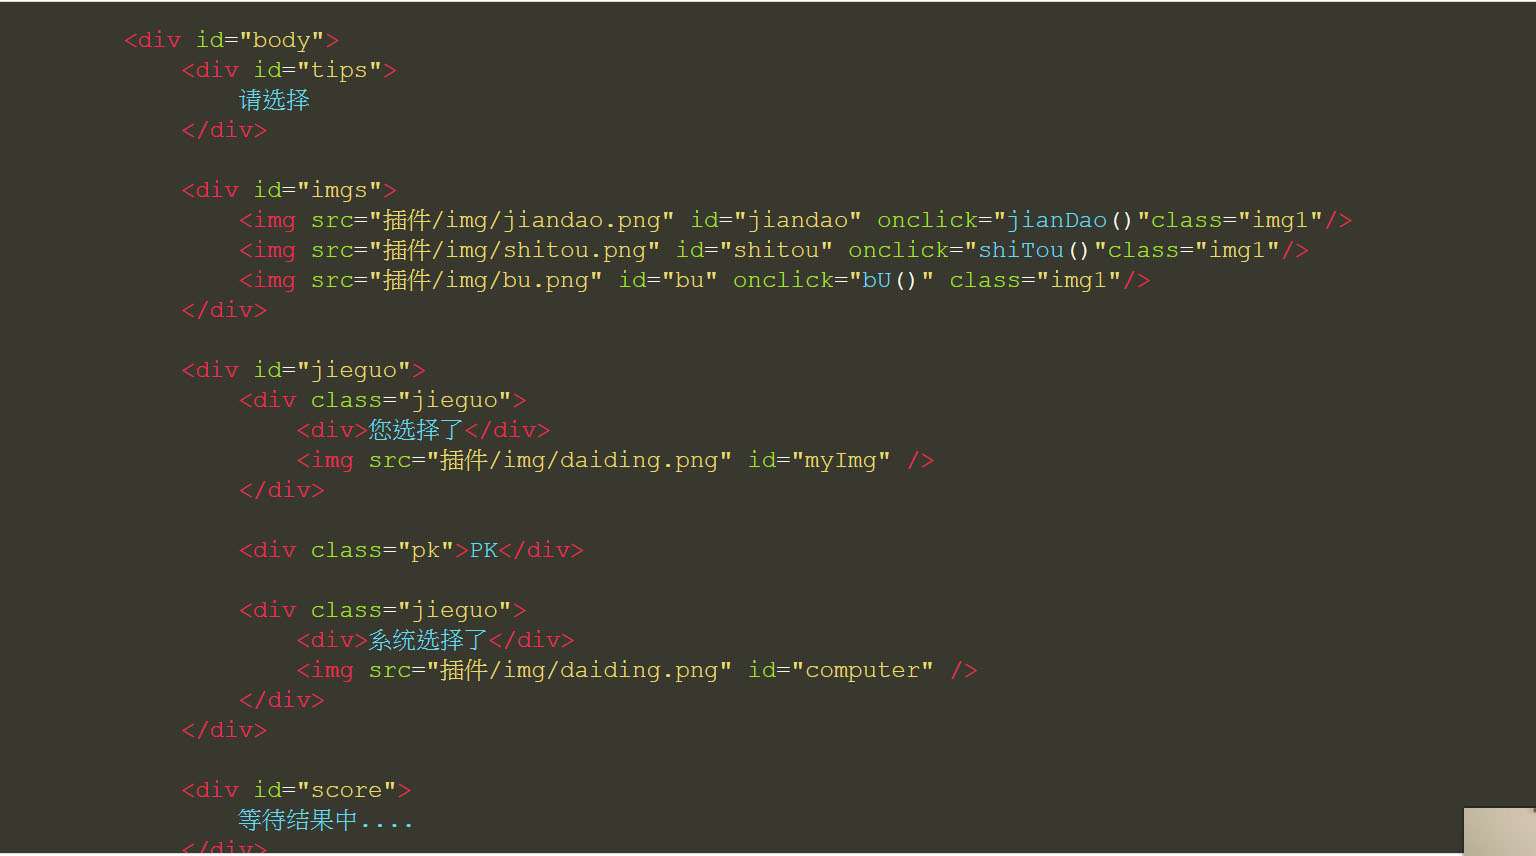 <div id="body">
<div id="tips">
请选择
</div>
<div id="imgs">
<img src="插件/img/jiandao.png" id="jiandao" onclick="jianDao()"class="img1"/>
<img src="插件/img/shitou.png" id="shitou" onclick="shiTou()"class="img1"/>
<img src="插件/img/bu.png" id="bu" onclick="bU()" class="img1"/>
</div>
<div id="jieguo">
<div class="jieguo">
<div>您选择了</div>
<img src="插件/img/daiding.png" id="myImg" />
</div>
<div class="pk">PK</div>
<div class="jieguo">
<div>系统选择了</div>
<img src="插件/img/daiding.png" id="computer" />
</div>
</div>
<div id="score">
等待结果中....
</div>